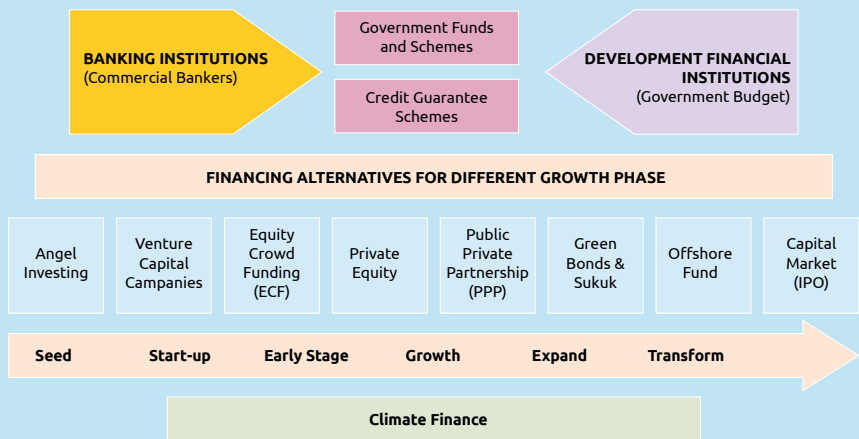 BANKING INSTITUTIONS
(Commercial Bankers)
Government Funds
and Schemes
Credit Guarantee
Schemes
DEVELOPMENT FINANCIAL
INSTITUTIONS
(Government Budget)
FINANCING ALTERNATIVES FOR DIFFERENT GROWTH PHASE
Angel
Investing
Venture
Capital
Campanies
Equity
Crowd
Funding
(ECF)
Private
Equity
Public
Private
Partnership
(PPP)
Green
Bonds &
Sukuk
Offshore
Fund
Capital
Market
(IPO)
Seed Start-up Early Stage Growth Expand Transform
Climate Finance